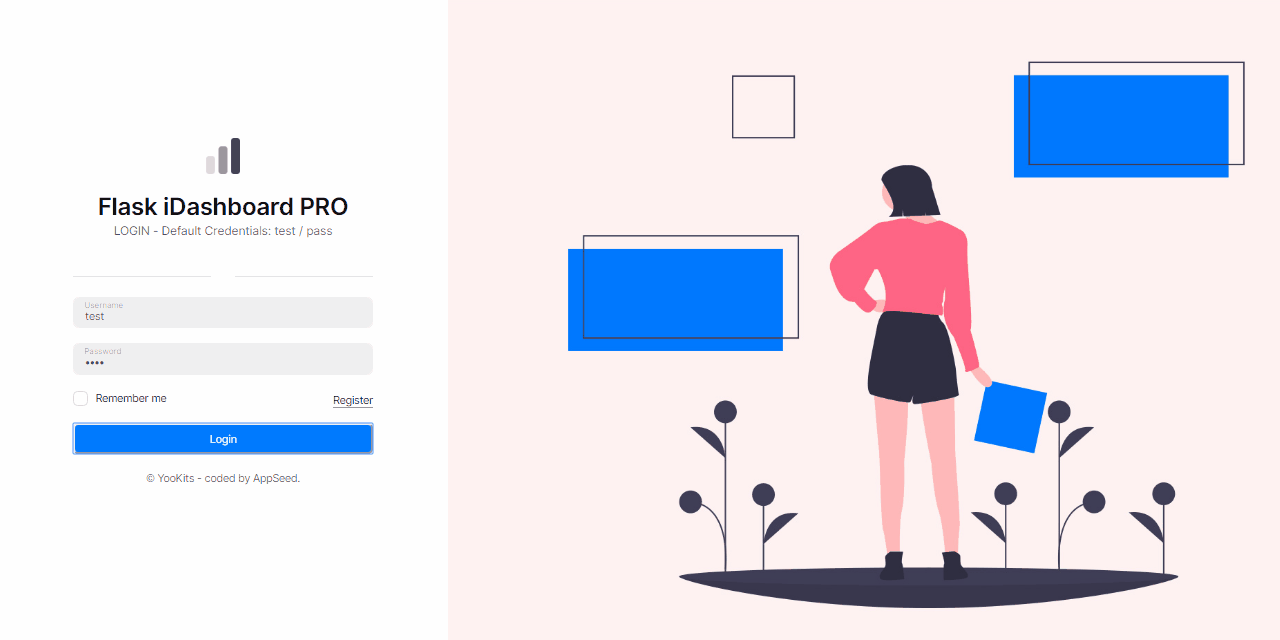 Flask iDashboard PRO
LOGIN - Default Credentials: test / pass
Username
test
Password
••••
Remember me
Register
Login
© YooKits - coded by AppSeed.